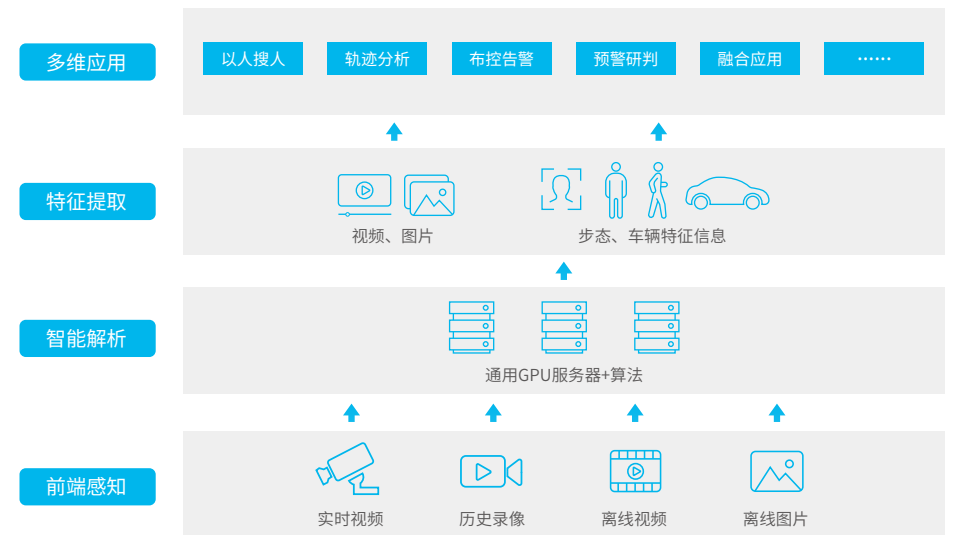 多维应用
以人搜人
轨迹分析
布控告警
预警研判
融合应用
……
特征提取
视频、图片
步态、车辆特征信息
智能解析
通用GPU服务器+算法
前端感知
实时视频
历史录像
离线视频
离线图片